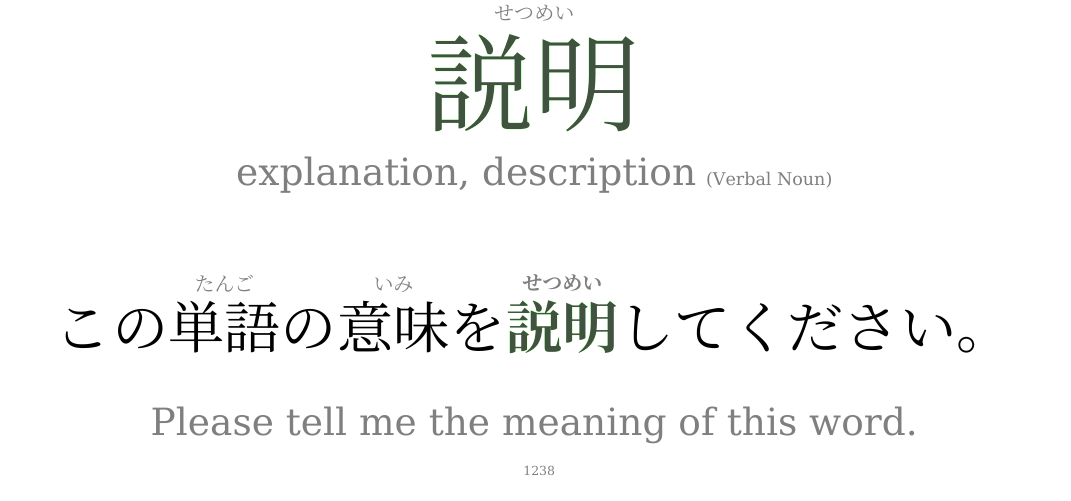 せつめい
説明
explanation, description (Verbal Noun)
たんご いみ せつめい
この単語の意味を説明してください。
Please tell me the meaning of this word.
1238